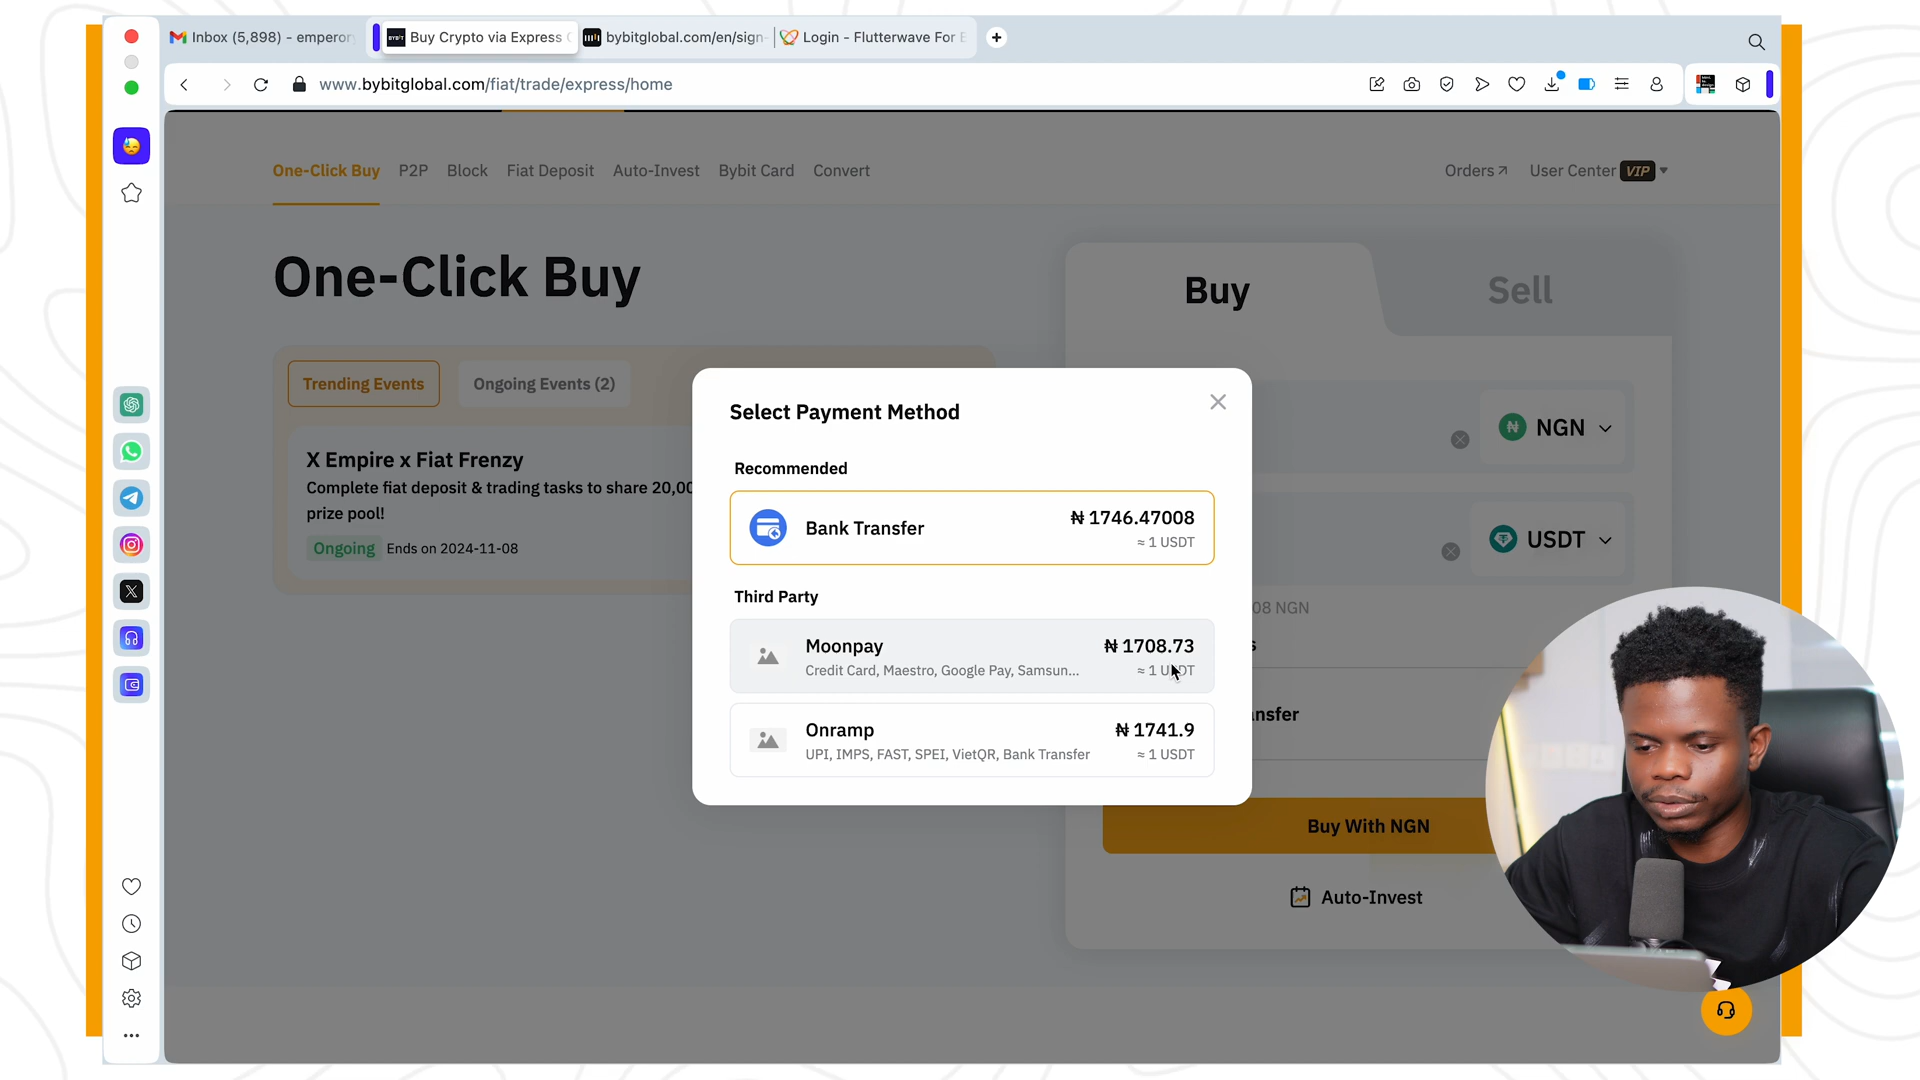 Inbox (5,898) - emperor
Buy Crypto via Express
bybitglobal.com/en/sign-
Login - Flutterwave For
www.bybitglobal.com/fiat/trade/express/home
One-Click Buy
P2P
Block
Fiat Deposit
Auto-Invest
Bybit Card
Convert
Orders
User Center VIP
One-Click Buy
Buy
Sell
Trending Events
Ongoing Events (2)
X Empire x Fiat Frenzy
Complete fiat deposit & trading tasks to share 20,00
prize pool!
Ongoing Ends on 2024-11-08
NGN
USDT
08 NGN
nsfer
Buy With NGN
Auto-Invest
Select Payment Method
Recommended
Bank Transfer
₦ 1746.47008
≈ 1 USDT
Third Party
Moonpay
₦ 1708.73
Credit Card, Maestro, Google Pay, Samsun...
≈ 1 USDT
Onramp
₦ 1741.9
UPI, IMPS, FAST, SPEI, VietQR, Bank Transfer
≈ 1 USDT